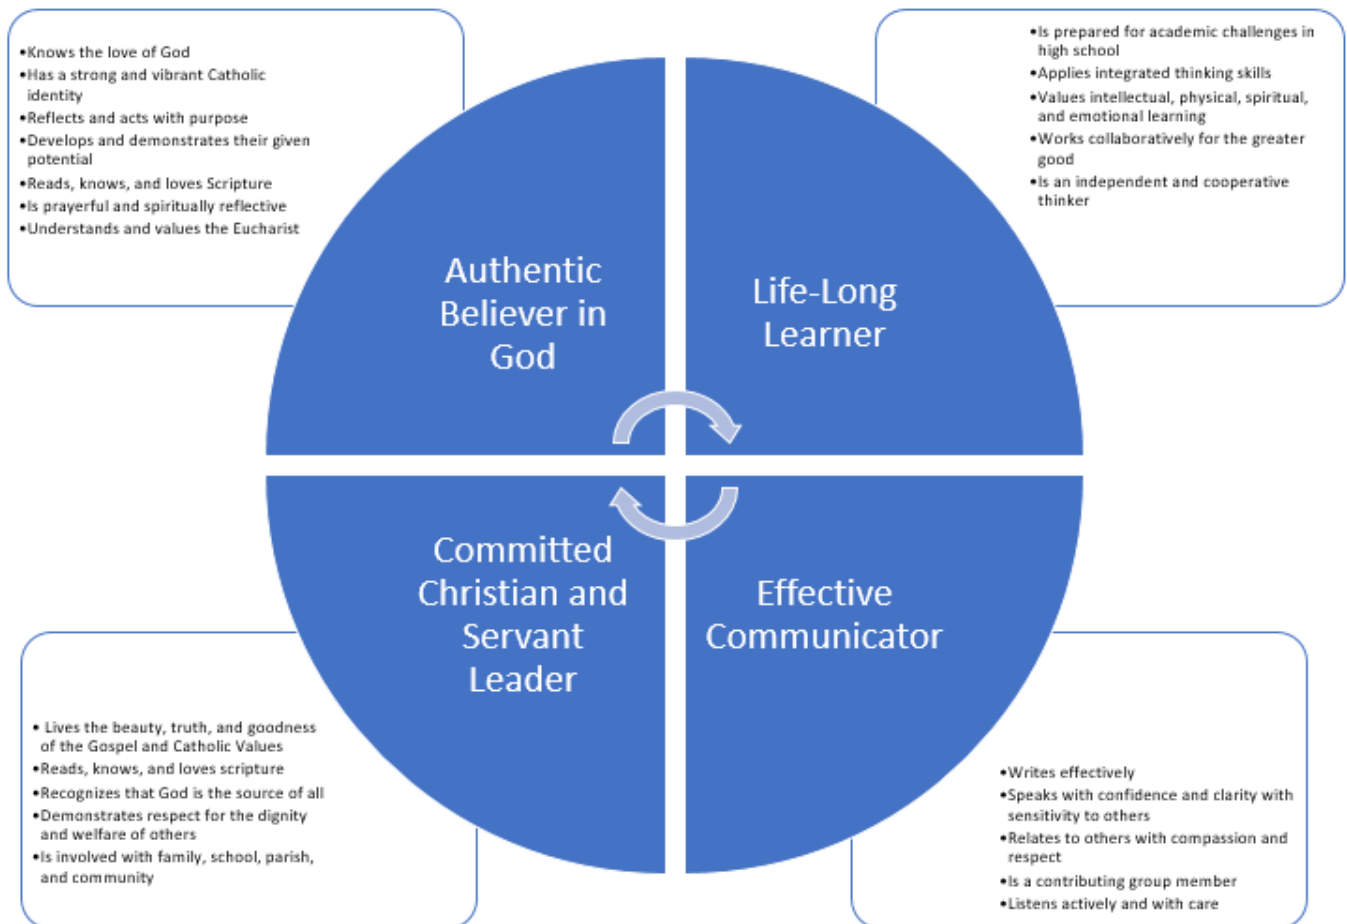 •Knows the love of God
•Has a strong and vibrant Catholic
identity
•Reflects and acts with purpose
•Develops and demonstrates their given
potential
•Reads, knows, and loves Scripture
•Is prayerful and spiritually reflective
•Understands and values the Eucharist
•Is prepared for academic challenges in
high school
•Applies integrated thinking skills
•Values intellectual, physical, spiritual,
and emotional learning
•Works collaboratively for the greater
good
•Is an independent and cooperative
thinker
Authentic
Believer in
God
Life-Long
Learner
Committed
Christian and
Servant
Leader
Effective
Communicator
• Lives the beauty, truth, and goodness
of the Gospel and Catholic Values
•Reads, knows, and loves scripture
•Recognizes that God is the source of all
•Demonstrates respect for the dignity
and welfare of others
•Is involved with family, school, parish,
and community
•Writes effectively
•Speaks with confidence and clarity with
sensitivity to others
•Relates to others with compassion and
respect
•Is a contributing group member
•Listens actively and with care